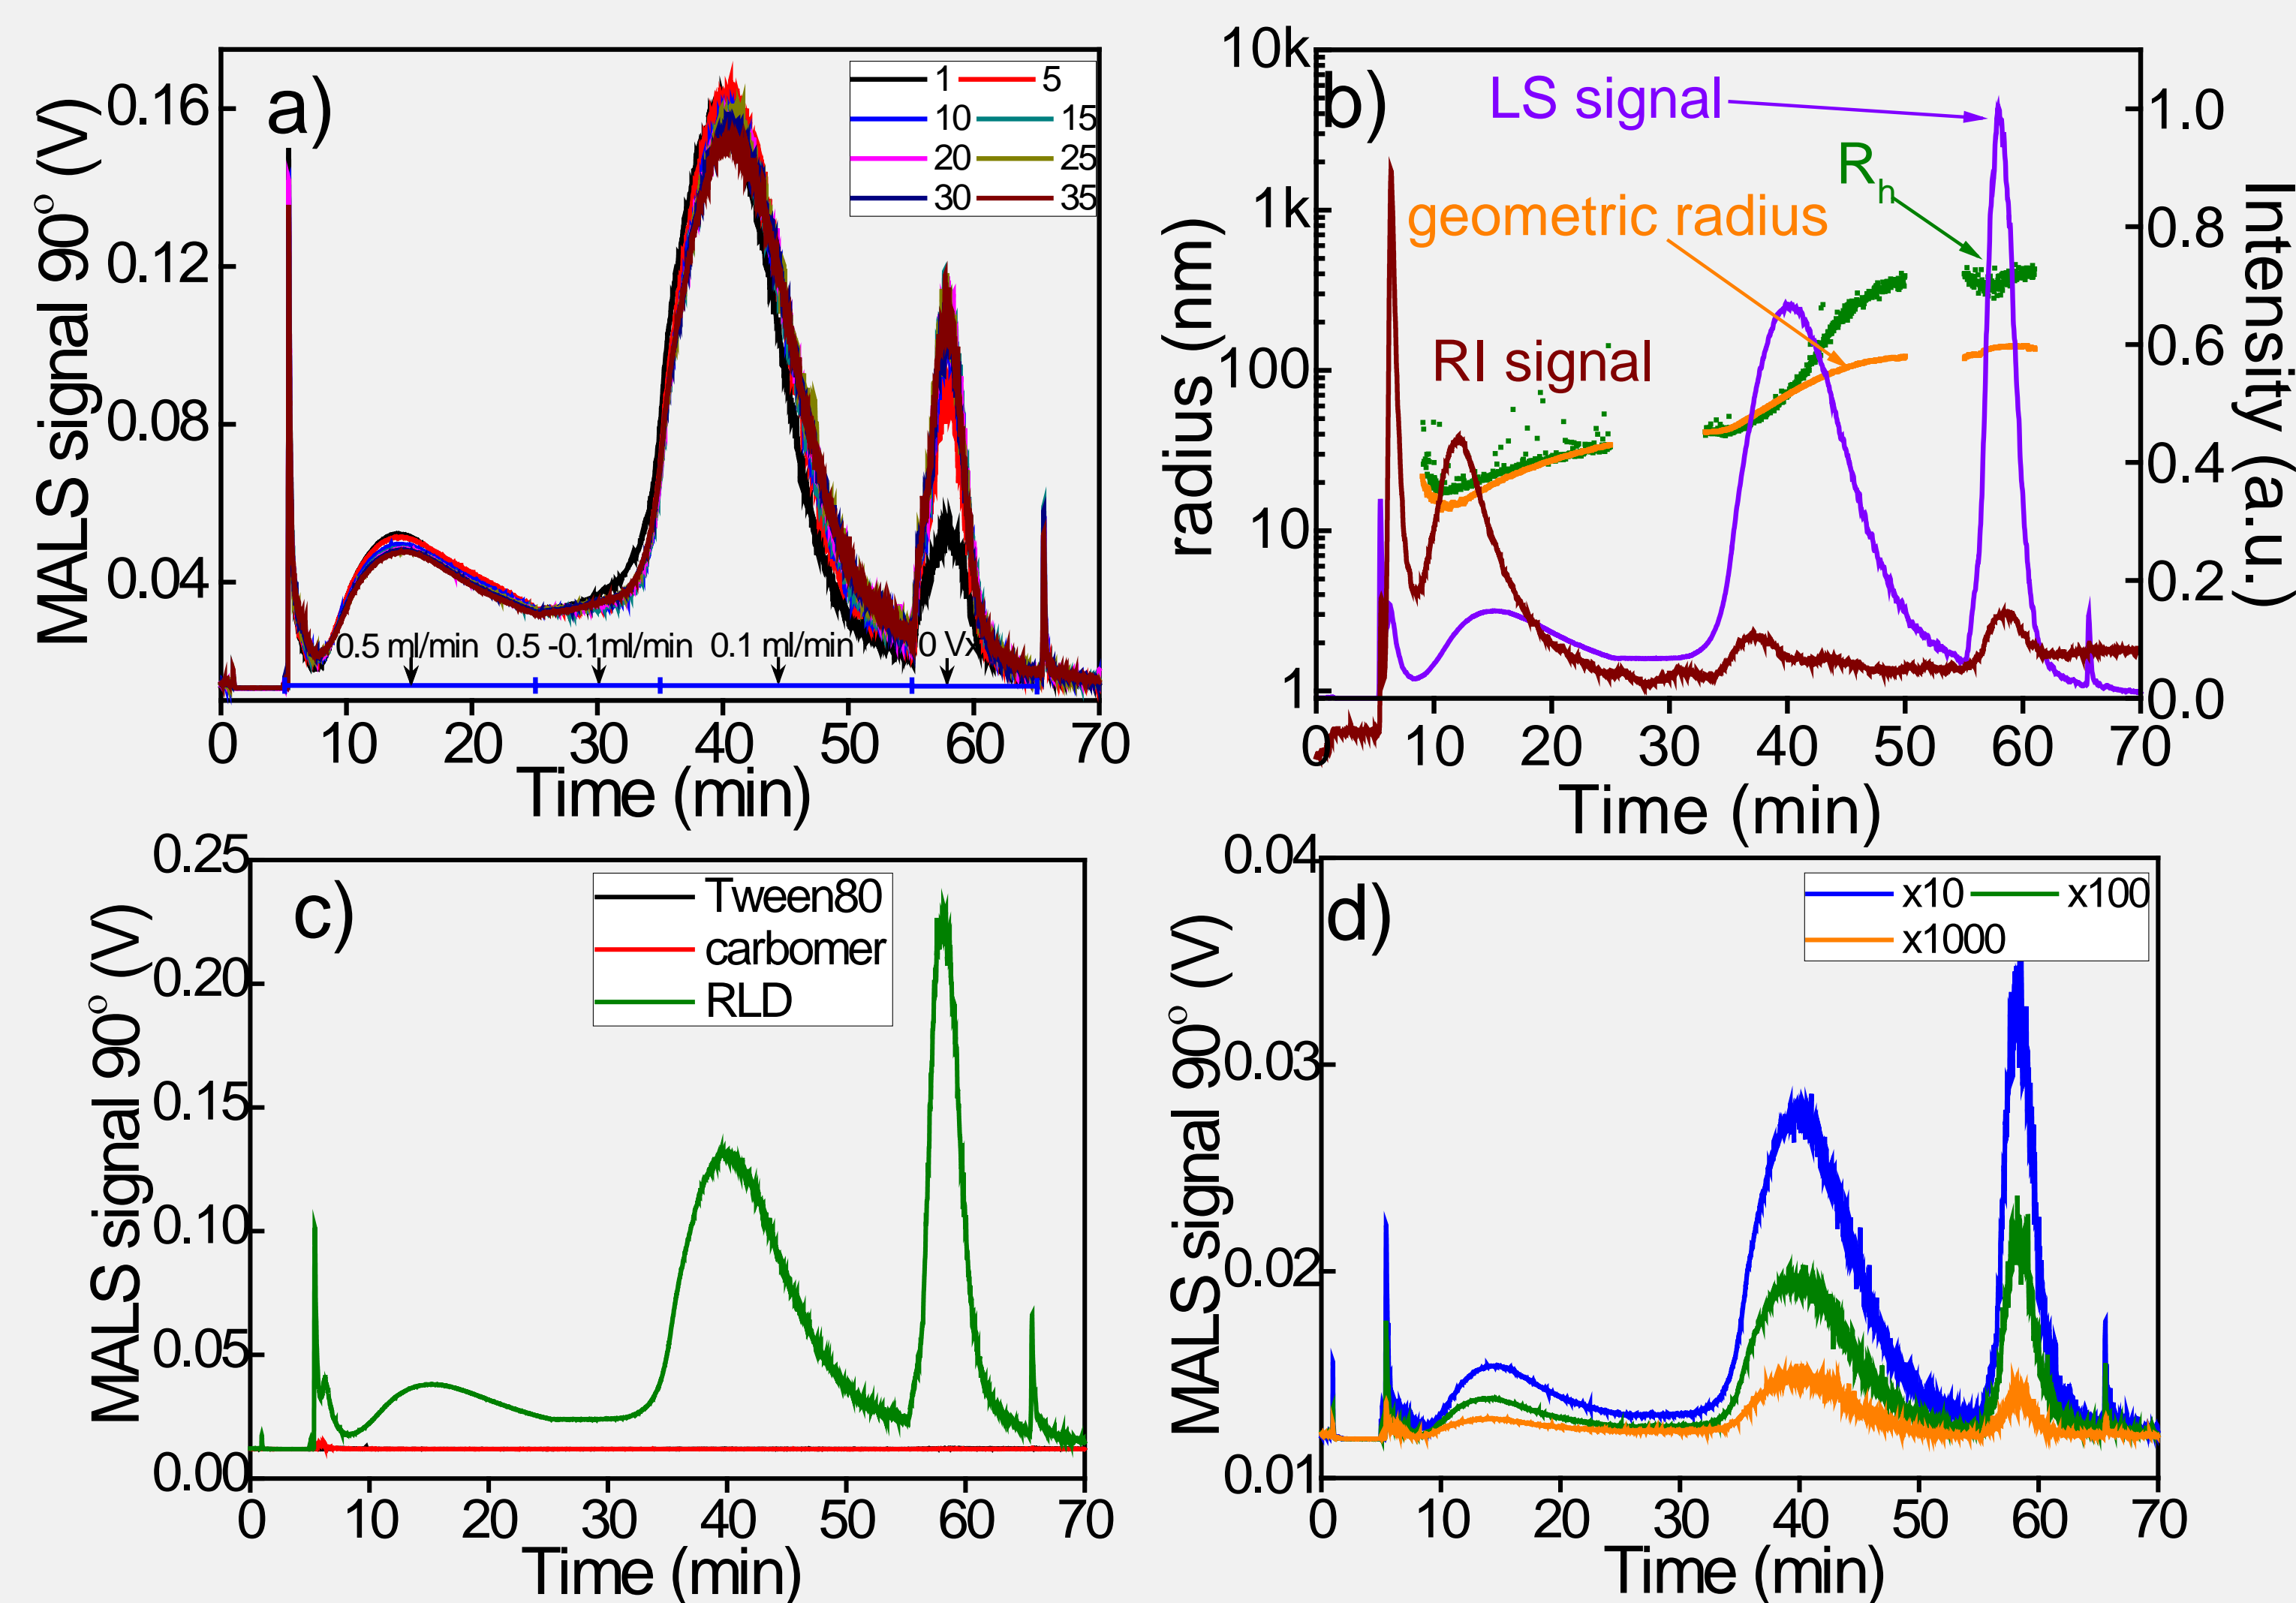 a)
MALS signal 90° (V)
0.16
0.12
0.08
0.04
1 5
10 15
20 25
30 35
0.5 ml/min 0.5 -0.1ml/min 0.1 ml/min 0 Vx
0 10 20 30 40 50 60 70
Time (min)
b)
radius (nm)
10k
1k
100
10
1
LS signal
Rh
geometric radius
RI signal
1.0
0.8
0.6
0.4
0.2
0.0
Intensity (a.u.)
0 10 20 30 40 50 60 70
Time (min)
c)
MALS signal 90° (V)
0.25
0.20
0.15
0.10
0.05
0.00
Tween80
carbomer
RLD
0 10 20 30 40 50 60 70
Time (min)
d)
MALS signal 90° (V)
0.04
0.03
0.02
0.01
x10 x100
x1000
0 10 20 30 40 50 60 70
Time (min)